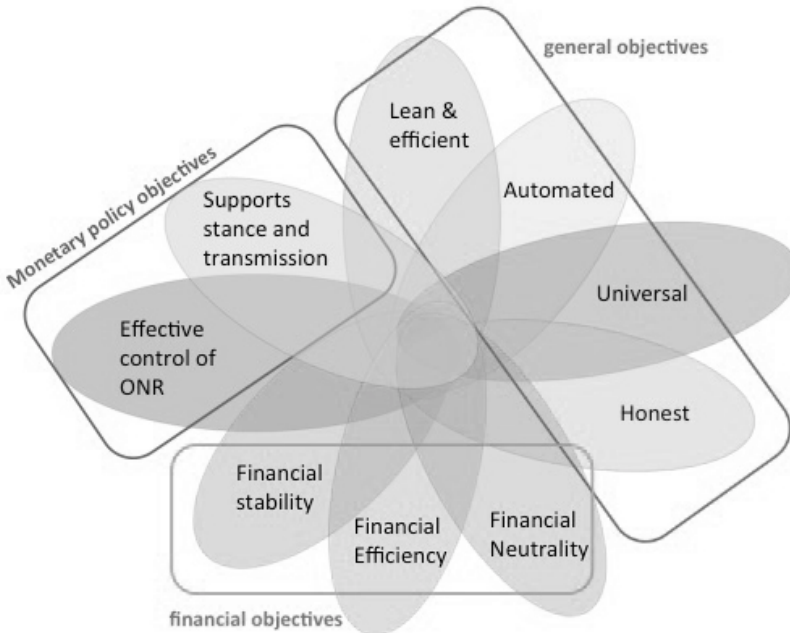 general objectives
Lean &
efficient
Automated
Monetary policy objectives
Supports
stance and
transmission
Universal
Effective
control of
ONR
Honest
Financial
stability
Financial
Efficiency
Financial
Neutrality
financial objectives